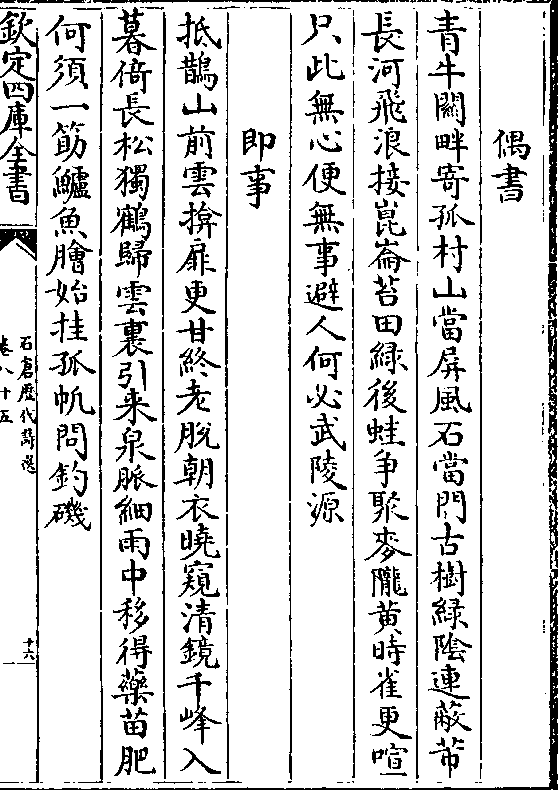 偶書
青牛關畔寄孤村山當屏風石當門古樹緑陰連蔽芾
長河飛浪接崑崙苔田緑後蛙爭聚麥隴黄時雀更喧
只此無心便無事避人何必武陵源
即事
抵鵲山前雲揜扉更甘終老脫朝衣曉窺清鏡千峰入
暮倚長松獨鶴歸雲裏引来泉脈細雨中移得藥苗肥
何須一筯鱸魚膾始挂孤帆問釣磯
欽定四庫全書
石倉歷代詩選
卷八十五
十六